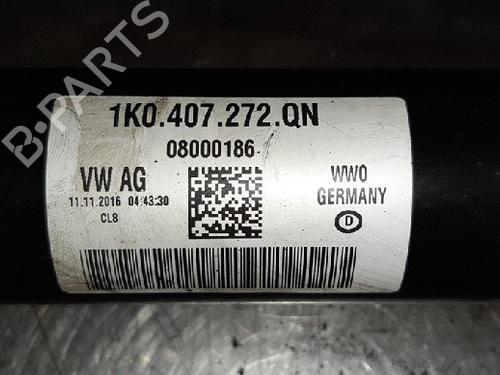 B-PARTS
1K0.407.272.QN
08000186
VW AG
11.11.2016 04:43:30
CL8
WWO
GERMANY
D